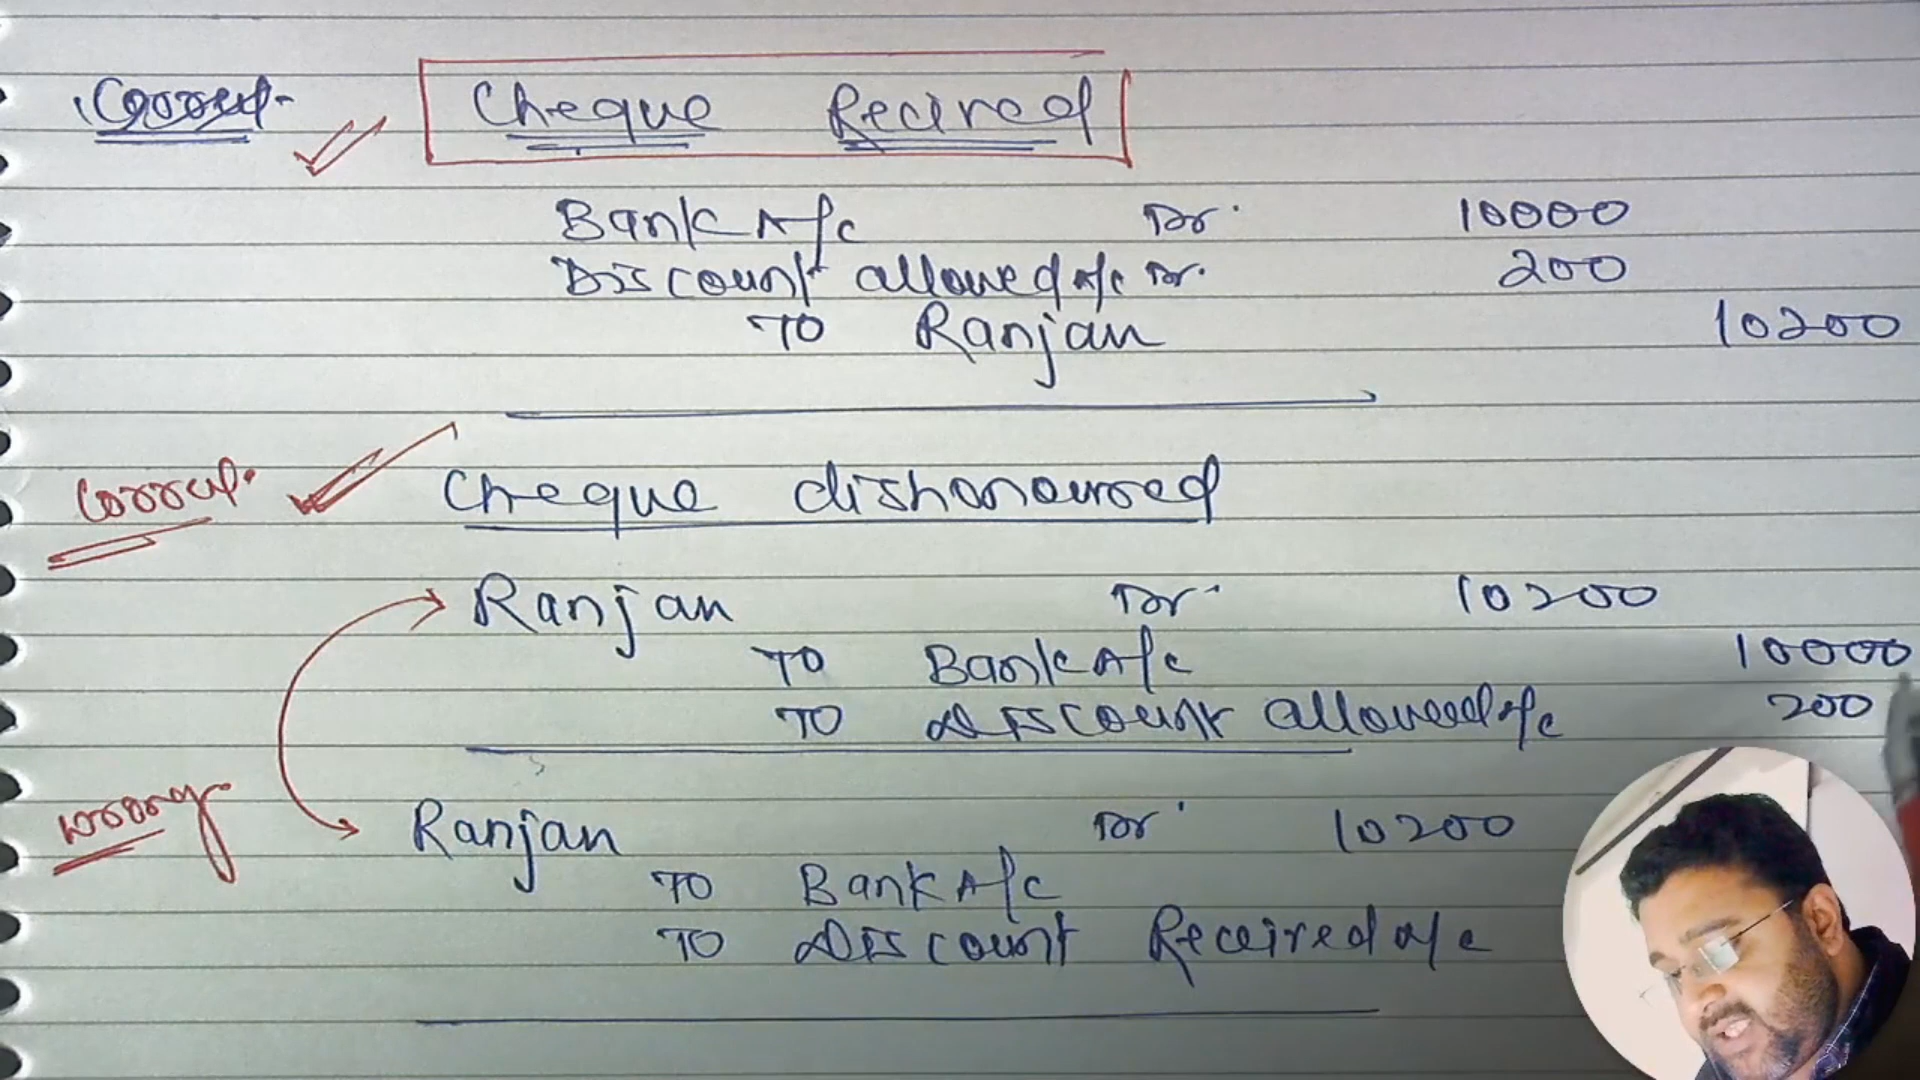 Correct. Cheque Recived
Bank A/c Dr. 10000
Discount allowed A/c Dr. 200
TO Ranjan 10200
Correct. Cheque dishonoured
Ranjan Dr. 10200
TO Bank A/c 10000
TO Discount allowed A/c 200
wrong Ranjan Dr. 10200
TO Bank A/c
TO Discount Received A/c